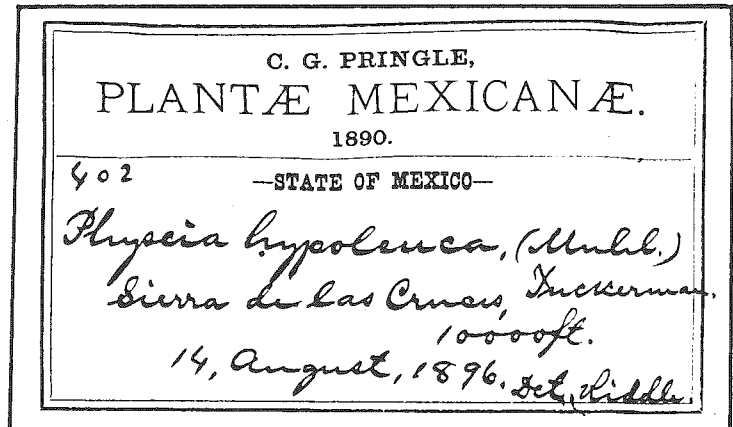 C. G. PRINGLE,
PLANTÆ MEXICANÆ.
1890.
402 —STATE OF MEXICO—
Physcia hypoleuca, (Muhl.)
Sierra de las Cruces, Tuckerman.
10000ft.
14, August, 1896. Det, Riddle.